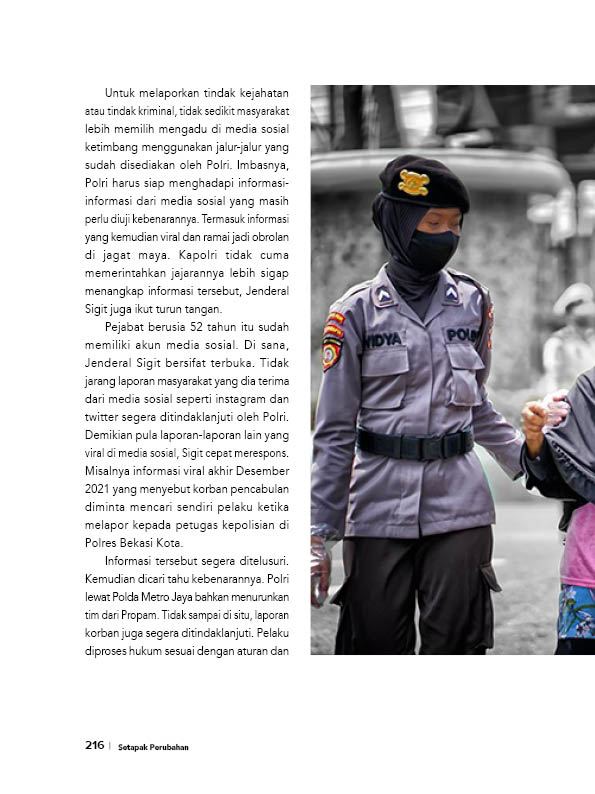 Untuk melaporkan tindak kejahatan
atau tindak kriminal, tidak sedikit masyarakat
lebih memilih mengadu di media sosial
ketimbang menggunakan jalur-jalur yang
sudah disediakan oleh Polri. Imbasnya,
Polri harus siap menghadapi informasi-
informasi dari media sosial yang masih
perlu diuji kebenarannya. Termasuk informasi
yang kemudian viral dan ramai jadi obrolan
di jagat maya. Kapolri tidak cuma
memerintahkan jajarannya lebih sigap
menangkap informasi tersebut, Jenderal
Sigit juga ikut turun tangan.
Pejabat berusia 52 tahun itu sudah
memiliki akun media sosial. Di sana,
Jenderal Sigit bersifat terbuka. Tidak
jarang laporan masyarakat yang dia terima
dari media sosial seperti instagram dan
twitter segera ditindaklanjuti oleh Polri.
Demikian pula laporan-laporan lain yang
viral di media sosial, Sigit cepat merespons.
Misalnya informasi viral akhir Desember
2021 yang menyebut korban pencabulan
diminta mencari sendiri pelaku ketika
melapor kepada petugas kepolisian di
Polres Bekasi Kota.
Informasi tersebut segera ditelusuri.
Kemudian dicari tahu kebenarannya. Polri
lewat Polda Metro Jaya bahkan menurunkan
tim dari Propam. Tidak sampai di situ, laporan
korban juga segera ditindaklanjuti. Pelaku
diproses hukum sesuai dengan aturan dan
WIDYA
POLRI
216 | Setapak Perubahan